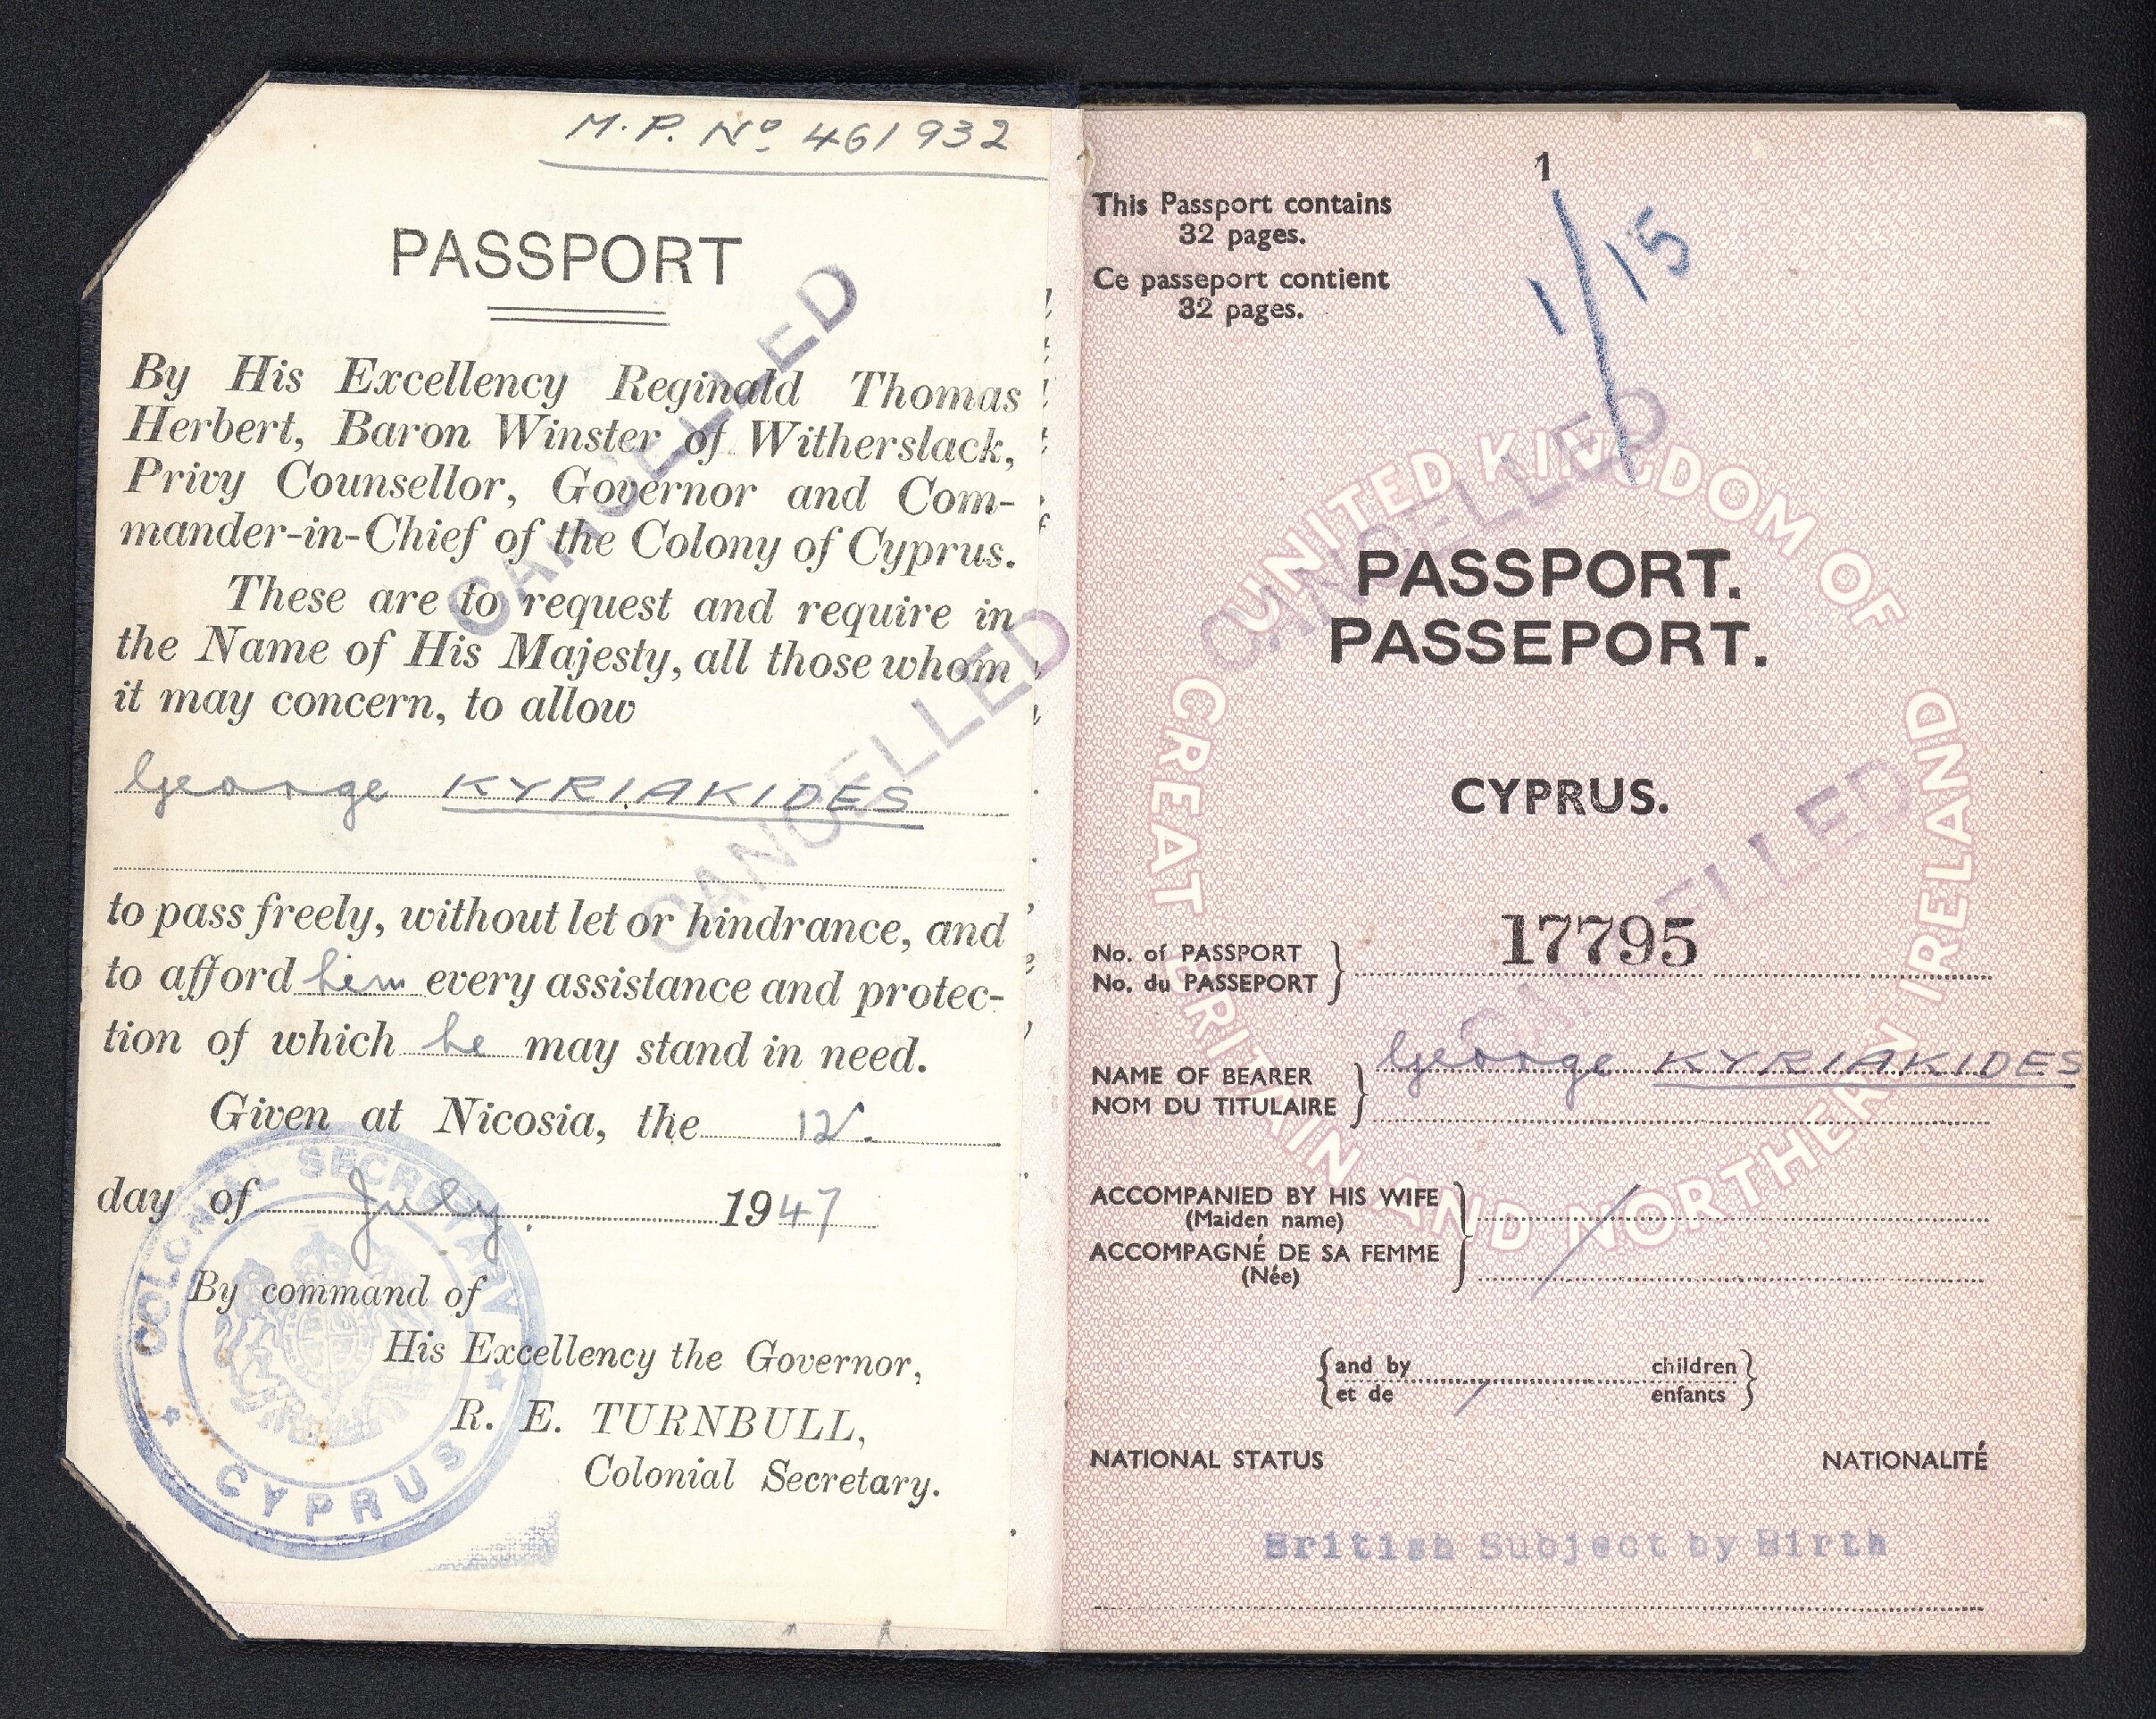 M.P. Nº 461932
PASSPORT
By His Excellency Reginald Thomas
Herbert, Baron Winster of Witherslack,
Privy Counsellor, Governor and Com-
mander-in-Chief of the Colony of Cyprus.
These are to request and require in
the Name of His Majesty, all those whom
it may concern, to allow
George KYRIAKIDES
to pass freely, without let or hindrance, and
to afford him every assistance and protec-
tion of which he may stand in need.
Given at Nicosia, the 12.
day of July. 1947
By command of
His Excellency the Governor,
R. E. TURNBULL,
Colonial Secretary.
COLONIAL SECRETARY
CYPRUS
CANCELLED
CANCELLED
1
This Passport contains
32 pages.
Ce passeport contient
32 pages.
1/15
UNITED KINGDOM OF
GREAT BRITAIN AND NORTHERN IRELAND
PASSPORT.
PASSEPORT.
CYPRUS.
CANCELLED
CANCELLED
No. of PASSPORT
No. du PASSEPORT
17795
NAME OF BEARER
NOM DU TITULAIRE
George KYRIAKIDES
ACCOMPANIED BY HIS WIFE
(Maiden name)
ACCOMPAGNÉ DE SA FEMME
(Née)
and by children
et de enfants
NATIONAL STATUS NATIONALITÉ
British Subject by Birth